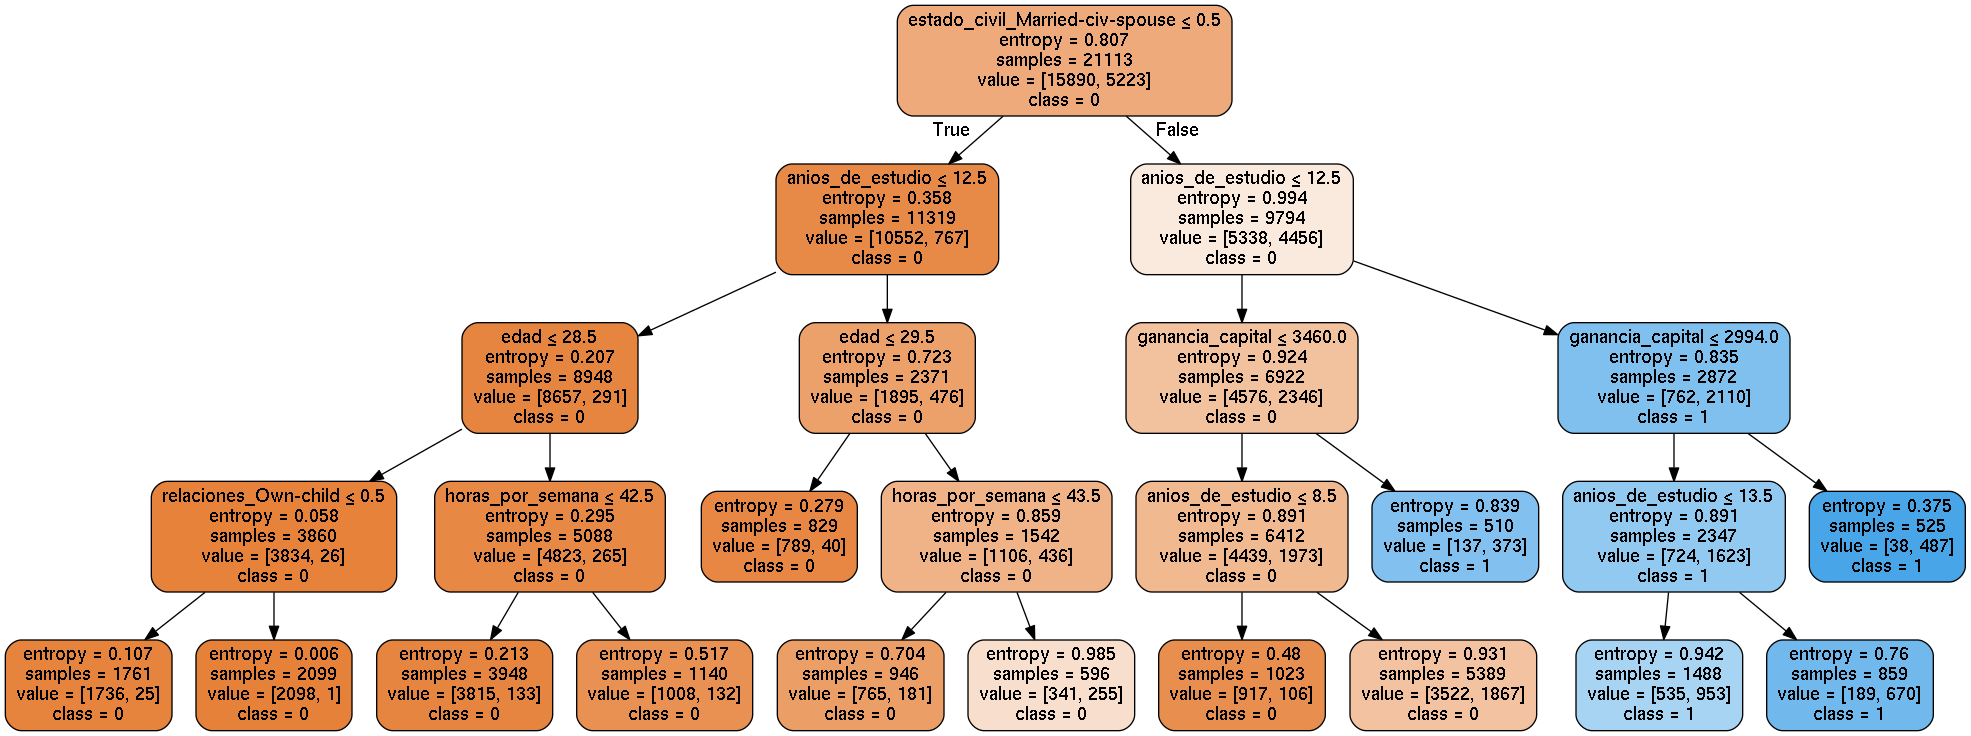 estado_civil_Married-civ-spouse ≤ 0.5
entropy = 0.807
samples = 21113
value = [15890, 5223]
class = 0
True
False
anios_de_estudio ≤ 12.5
entropy = 0.358
samples = 11319
value = [10552, 767]
class = 0
anios_de_estudio ≤ 12.5
entropy = 0.994
samples = 9794
value = [5338, 4456]
class = 0
edad ≤ 28.5
entropy = 0.207
samples = 8948
value = [8657, 291]
class = 0
edad ≤ 29.5
entropy = 0.723
samples = 2371
value = [1895, 476]
class = 0
ganancia_capital ≤ 3460.0
entropy = 0.924
samples = 6922
value = [4576, 2346]
class = 0
ganancia_capital ≤ 2994.0
entropy = 0.835
samples = 2872
value = [762, 2110]
class = 1
relaciones_Own-child ≤ 0.5
entropy = 0.058
samples = 3860
value = [3834, 26]
class = 0
horas_por_semana ≤ 42.5
entropy = 0.295
samples = 5088
value = [4823, 265]
class = 0
entropy = 0.279
samples = 829
value = [789, 40]
class = 0
horas_por_semana ≤ 43.5
entropy = 0.859
samples = 1542
value = [1106, 436]
class = 0
anios_de_estudio ≤ 8.5
entropy = 0.891
samples = 6412
value = [4439, 1973]
class = 0
entropy = 0.839
samples = 510
value = [137, 373]
class = 1
anios_de_estudio ≤ 13.5
entropy = 0.891
samples = 2347
value = [724, 1623]
class = 1
entropy = 0.375
samples = 525
value = [38, 487]
class = 1
entropy = 0.107
samples = 1761
value = [1736, 25]
class = 0
entropy = 0.006
samples = 2099
value = [2098, 1]
class = 0
entropy = 0.213
samples = 3948
value = [3815, 133]
class = 0
entropy = 0.517
samples = 1140
value = [1008, 132]
class = 0
entropy = 0.704
samples = 946
value = [765, 181]
class = 0
entropy = 0.985
samples = 596
value = [341, 255]
class = 0
entropy = 0.48
samples = 1023
value = [917, 106]
class = 0
entropy = 0.931
samples = 5389
value = [3522, 1867]
class = 0
entropy = 0.942
samples = 1488
value = [535, 953]
class = 1
entropy = 0.76
samples = 859
value = [189, 670]
class = 1